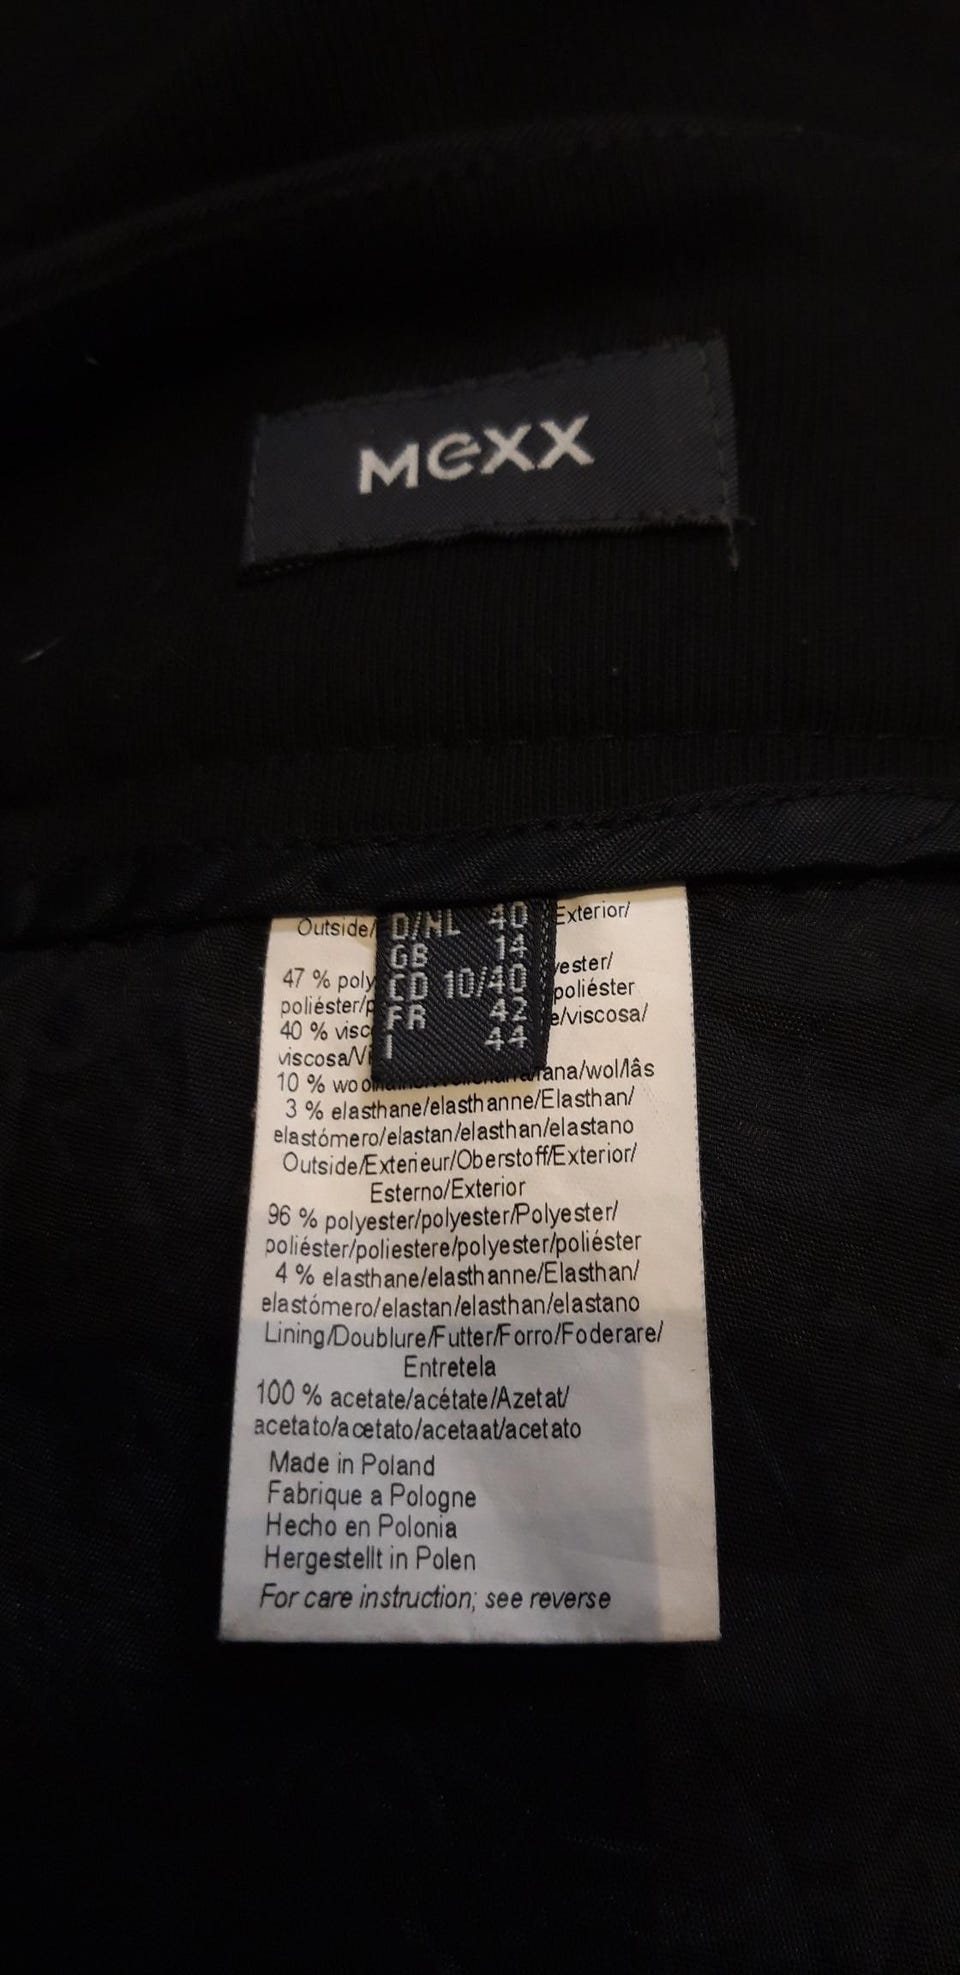 Mexx
D/NL 40
GB 14
CD 10/40
FR 42
I 44
Outside/ Exterior/
47 % poly yester/
poliéster/p poliéster
40 % visc e/viscosa/
viscosa/Vi
10 % woo ana/wol/lâs
3 % elasthane/elasthanne/Elasthan/
elastómero/elastan/elasthan/elastano
Outside/Exterieur/Oberstoff/Exterior/
Esterno/Exterior
96 % polyester/polyester/Polyester/
poliéster/poliestere/polyester/poliéster
4 % elasthane/elasthanne/Elasthan/
elastómero/elastan/elasthan/elastano
Lining/Doublure/Futter/Forro/Foderare/
Entretela
100 % acetate/acétate/Azetat/
acetato/acetato/acetaat/acetato
Made in Poland
Fabrique a Pologne
Hecho en Polonia
Hergestellt in Polen
For care instruction; see reverse